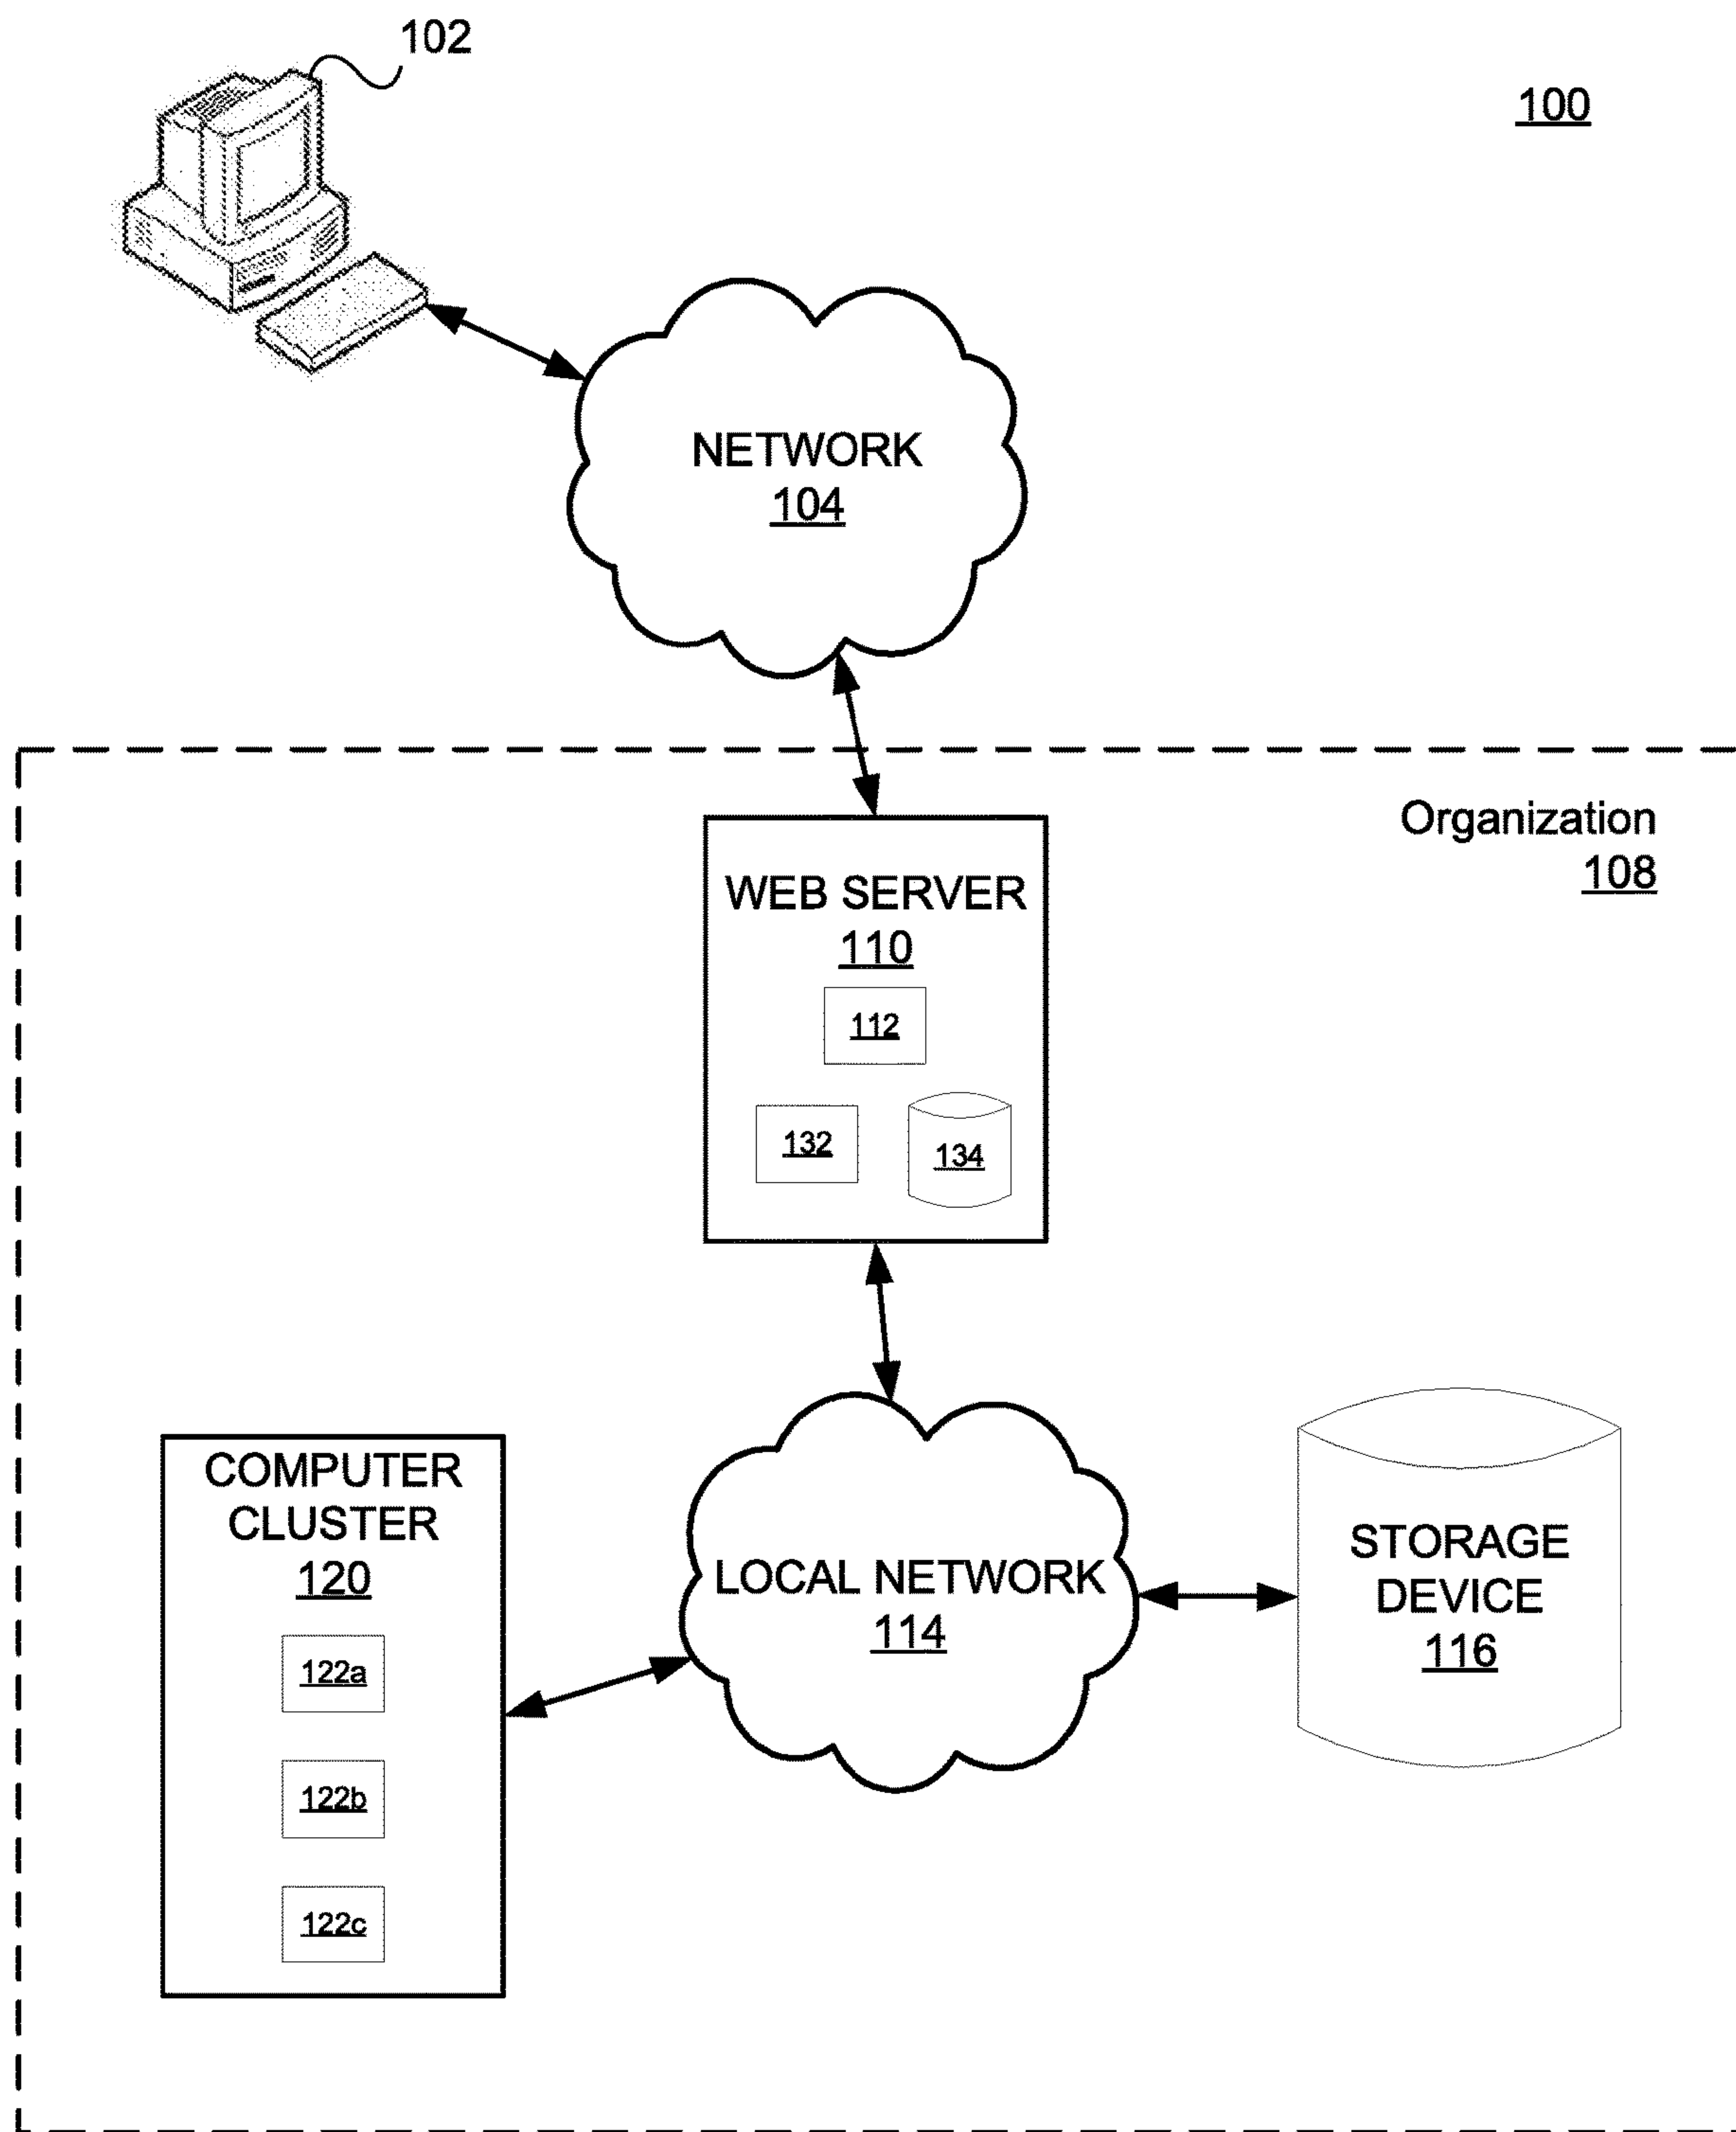 102
100
NETWORK
104
Organization
108
WEB SERVER
110
112
132
134
COMPUTER
CLUSTER
120
122a
122b
122c
LOCAL NETWORK
114
STORAGE
DEVICE
116